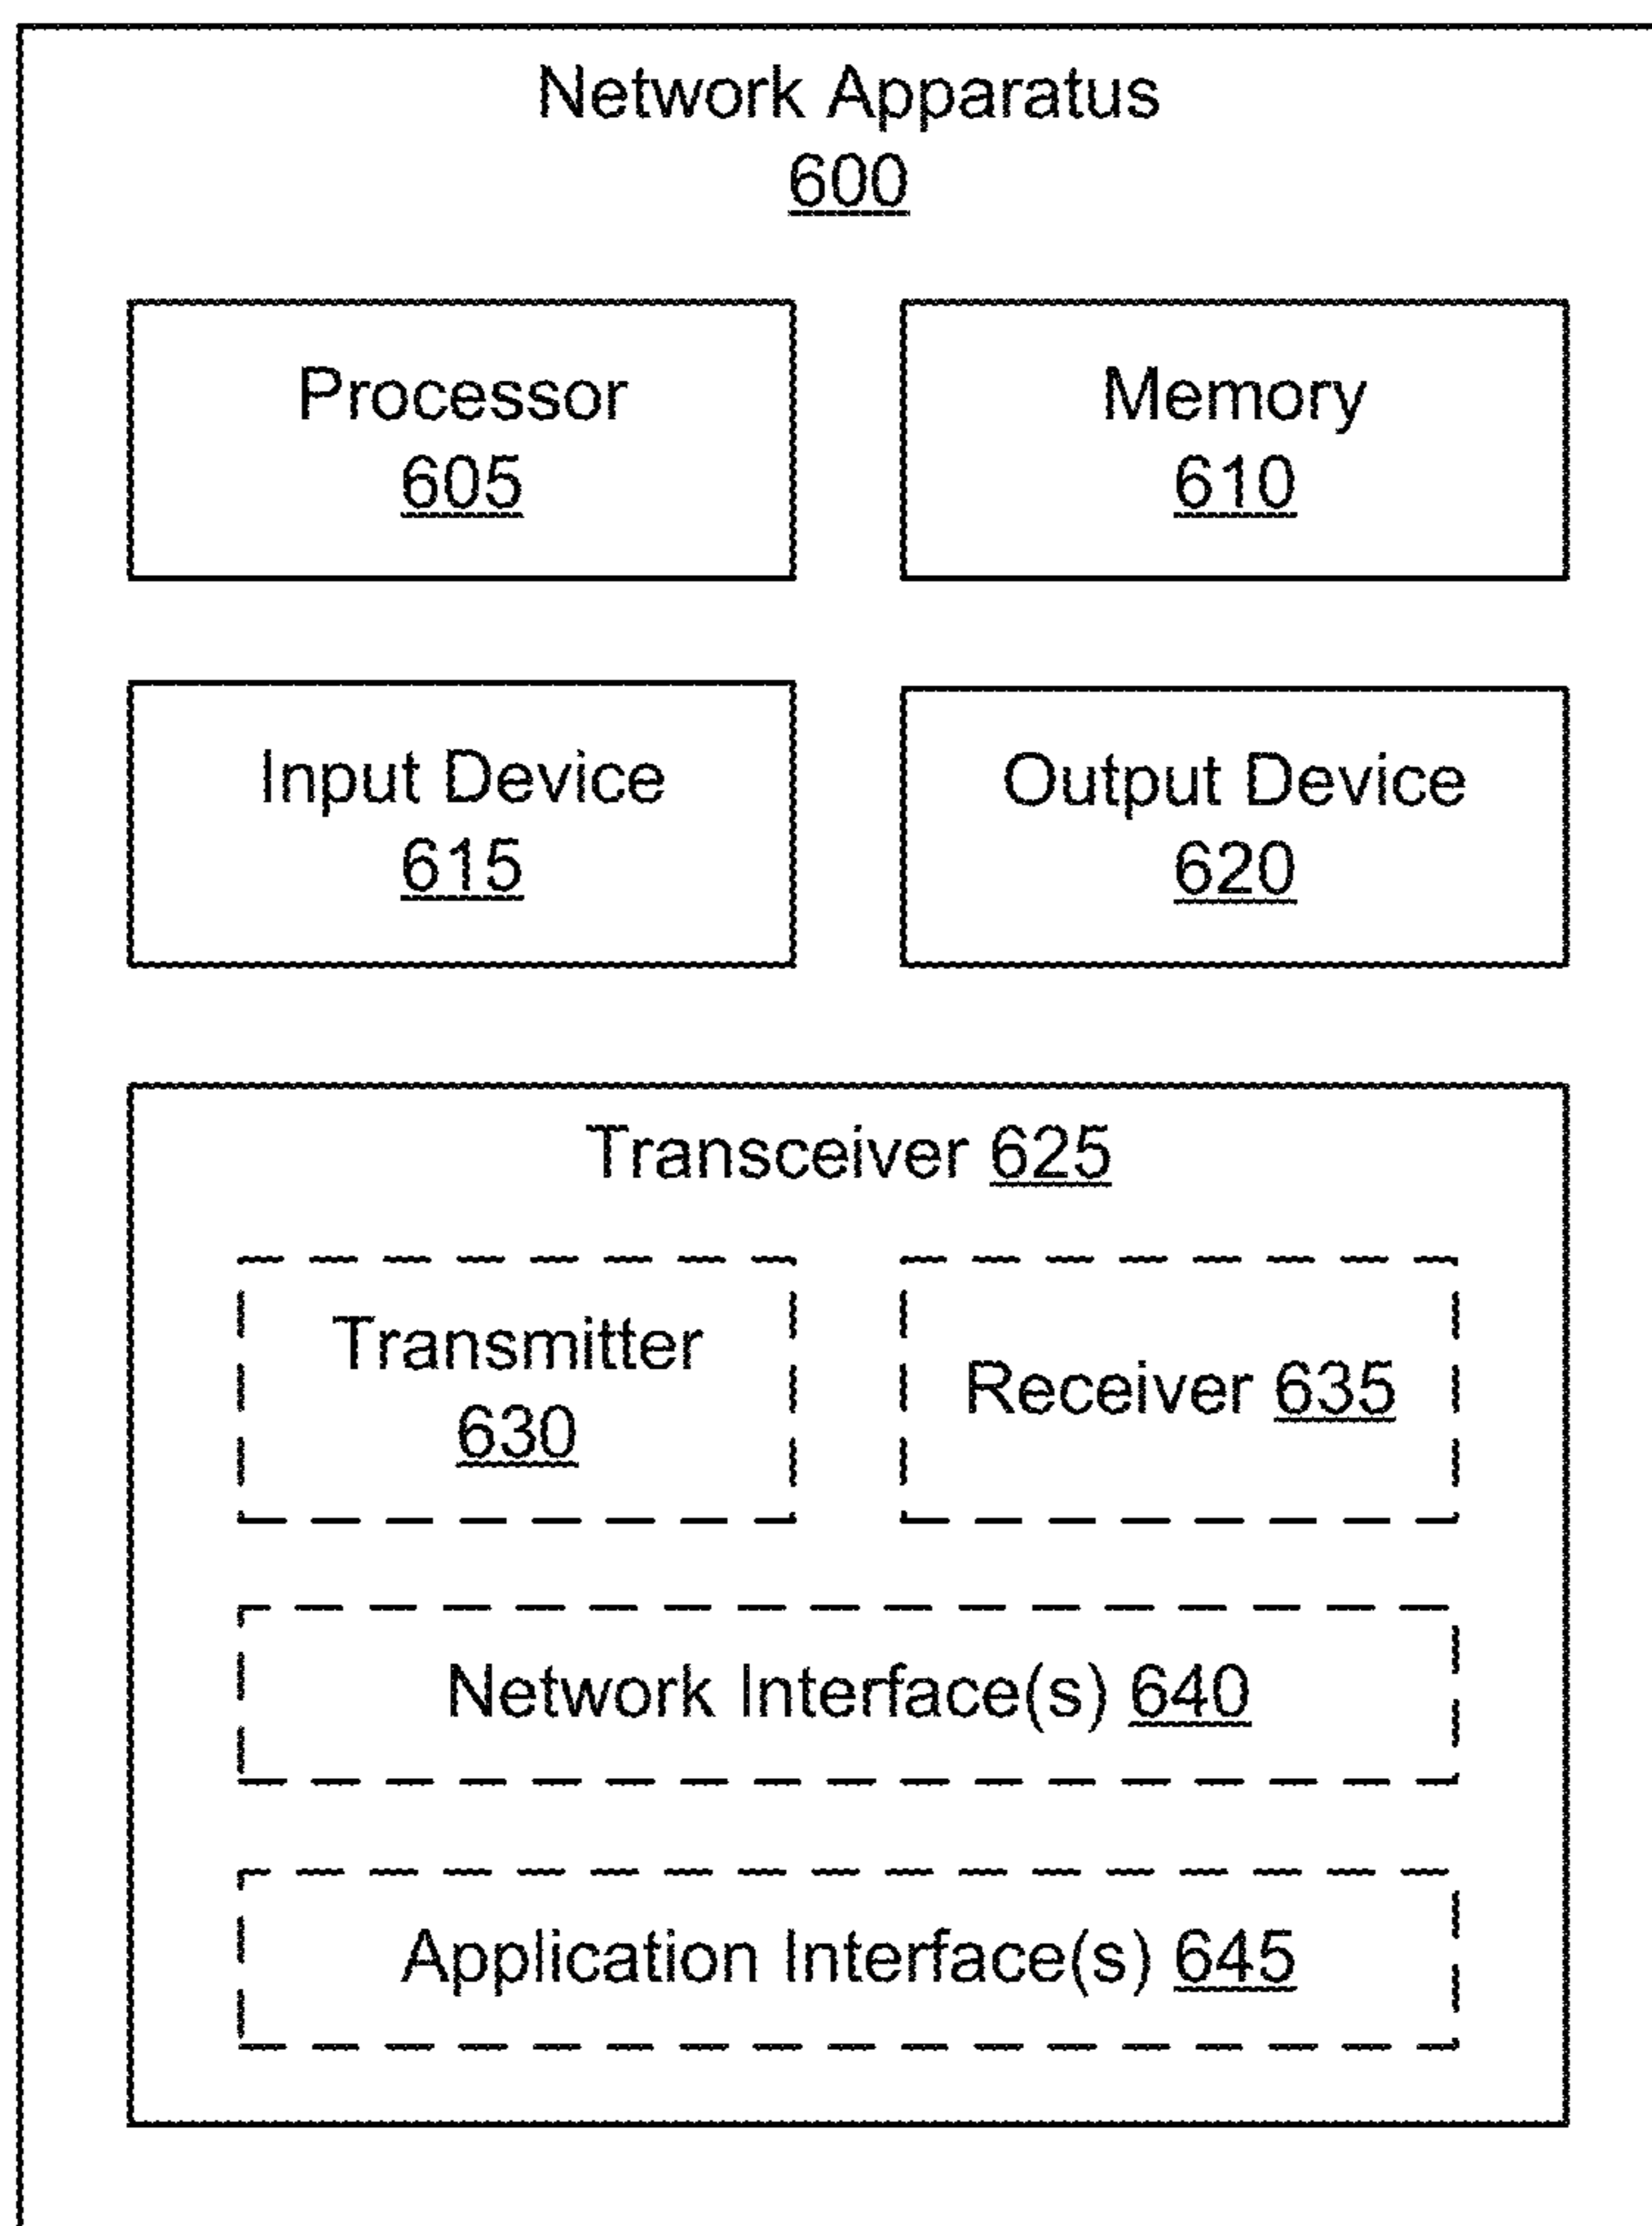 Network Apparatus
600
Processor
605
Memory
610
Input Device
615
Output Device
620
Transceiver 625
Transmitter
630
Receiver 635
Network Interface(s) 640
Application Interface(s) 645